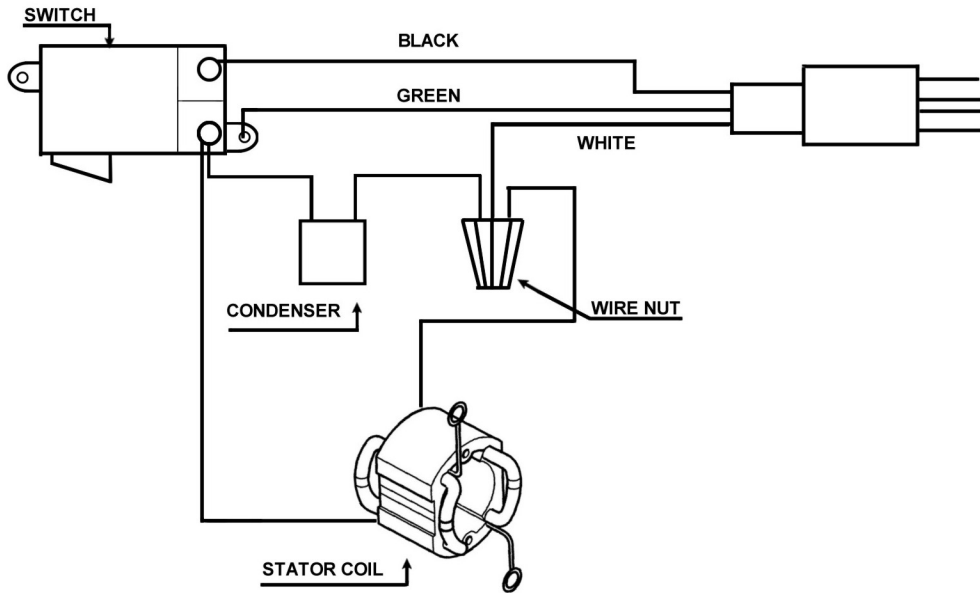 SWITCH
BLACK
GREEN
WHITE
CONDENSER
WIRE NUT
STATOR COIL